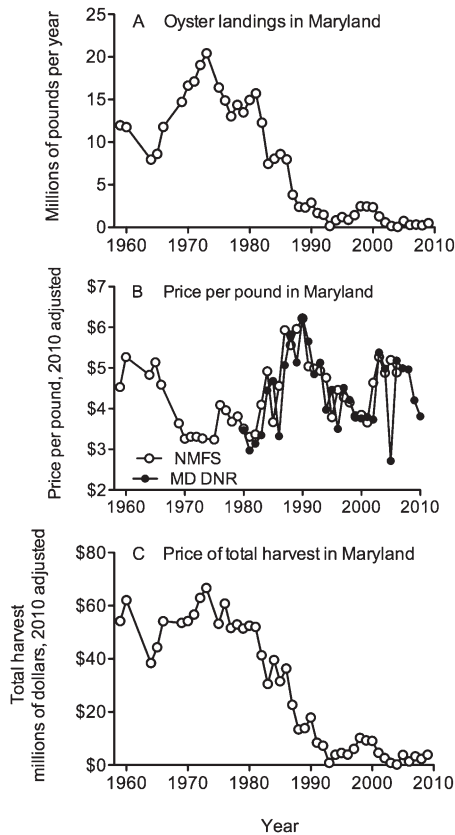 A Oyster landings in Maryland
Millions of pounds per year
25
20
15
10
5
0
1960 1970 1980 1990 2000 2010
B Price per pound in Maryland
Price per pound, 2010 adjusted
$7
$6
$5
$4
$3
$2
NMFS
MD DNR
1960 1970 1980 1990 2000 2010
C Price of total harvest in Maryland
Total harvest
millions of dollars, 2010 adjusted
$80
$60
$40
$20
$0
1960 1970 1980 1990 2000 2010
Year